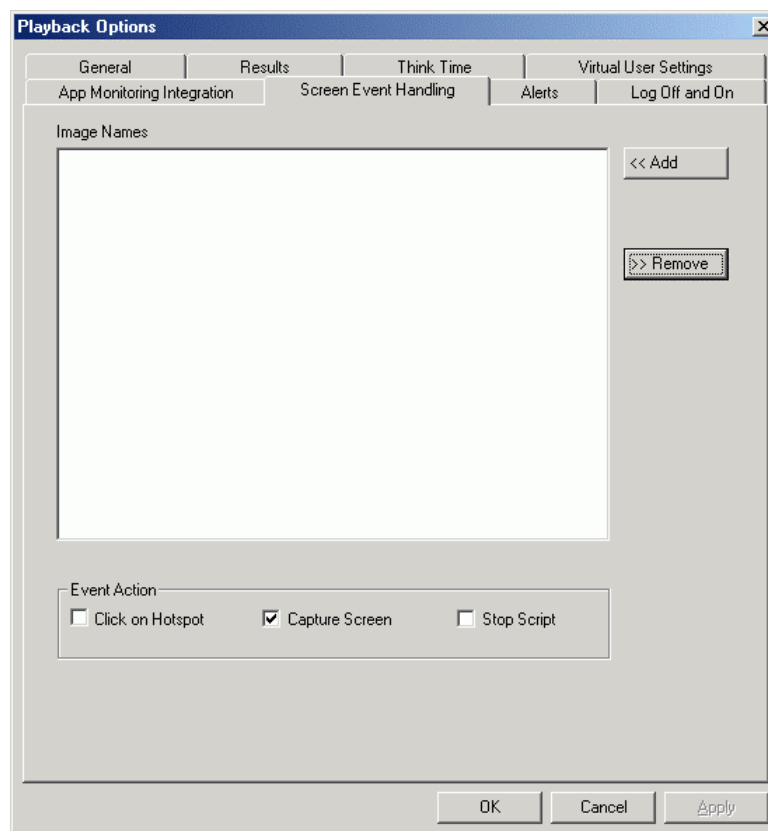 Playback Options
General Results Think Time Virtual User Settings
App Monitoring Integration Screen Event Handling Alerts Log Off and On
Image Names
<< Add
>> Remove
Event Action
Click on Hotspot Capture Screen Stop Script
OK Cancel Apply